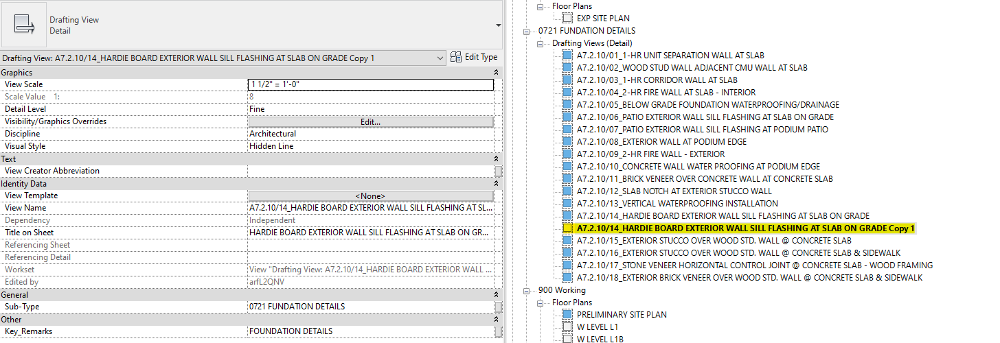 Drafting View
Detail
Drafting View: A7.2.10/14_HARDIE BOARD EXTERIOR WALL SILL FLASHING AT SLAB ON GRADE Copy 1
Edit Type
Graphics
View Scale 1 1/2" = 1'-0"
Scale Value 1: 8
Detail Level Fine
Visibility/Graphics Overrides Edit...
Discipline Architectural
Visual Style Hidden Line
Text
View Creator Abbreviation
Identity Data
View Template <None>
View Name A7.2.10/14_HARDIE BOARD EXTERIOR WALL SILL FLASHING AT SL...
Dependency Independent
Title on Sheet HARDIE BOARD EXTERIOR WALL SILL FLASHING AT SLAB ON GR...
Referencing Sheet
Referencing Detail
Workset View "Drafting View: A7.2.10/14_HARDIE BOARD EXTERIOR WALL ...
Edited by arfL2QNV
General
Sub-Type 0721 FUNDATION DETAILS
Other
Key_Remarks FOUNDATION DETAILS
Floor Plans
EXP SITE PLAN
0721 FUNDATION DETAILS
Drafting Views (Detail)
A7.2.10/01_1-HR UNIT SEPARATION WALL AT SLAB
A7.2.10/02_WOOD STUD WALL ADJACENT CMU WALL AT SLAB
A7.2.10/03_1-HR CORRIDOR WALL AT SLAB
A7.2.10/04_2-HR FIRE WALL AT SLAB - INTERIOR
A7.2.10/05_BELOW GRADE FOUNDATION WATERPROOFING/DRAINAGE
A7.2.10/06_PATIO EXTERIOR WALL SILL FLASHING AT SLAB ON GRADE
A7.2.10/07_PATIO EXTERIOR WALL SILL FLASHING AT PODIUM PATIO
A7.2.10/08_EXTERIOR WALL AT PODIUM EDGE
A7.2.10/09_2-HR FIRE WALL - EXTERIOR
A7.2.10/10_CONCRETE WALL WATER PROOFING AT PODIUM EDGE
A7.2.10/11_BRICK VENEER OVER CONCRETE WALL AT CONCRETE SLAB
A7.2.10/12_SLAB NOTCH AT EXTERIOR STUCCO WALL
A7.2.10/13_VERTICAL WATERPROOFING INSTALLATION
A7.2.10/14_HARDIE BOARD EXTERIOR WALL SILL FLASHING AT SLAB ON GRADE
A7.2.10/14_HARDIE BOARD EXTERIOR WALL SILL FLASHING AT SLAB ON GRADE Copy 1
A7.2.10/15_EXTERIOR STUCCO OVER WOOD STD. WALL @ CONCRETE SLAB
A7.2.10/16_EXTERIOR STUCCO OVER WOOD STD. WALL @ CONCRETE SLAB & SIDEWALK
A7.2.10/17_STONE VENEER HORIZONTAL CONTROL JOINT @ CONCRETE SLAB - WOOD FRAMING
A7.2.10/18_EXTERIOR BRICK VENEER OVER WOOD STD. WALL @ CONCRETE SLAB & SIDEWALK
900 Working
Floor Plans
PRELIMINARY SITE PLAN
W LEVEL L1
W LEVEL L1B